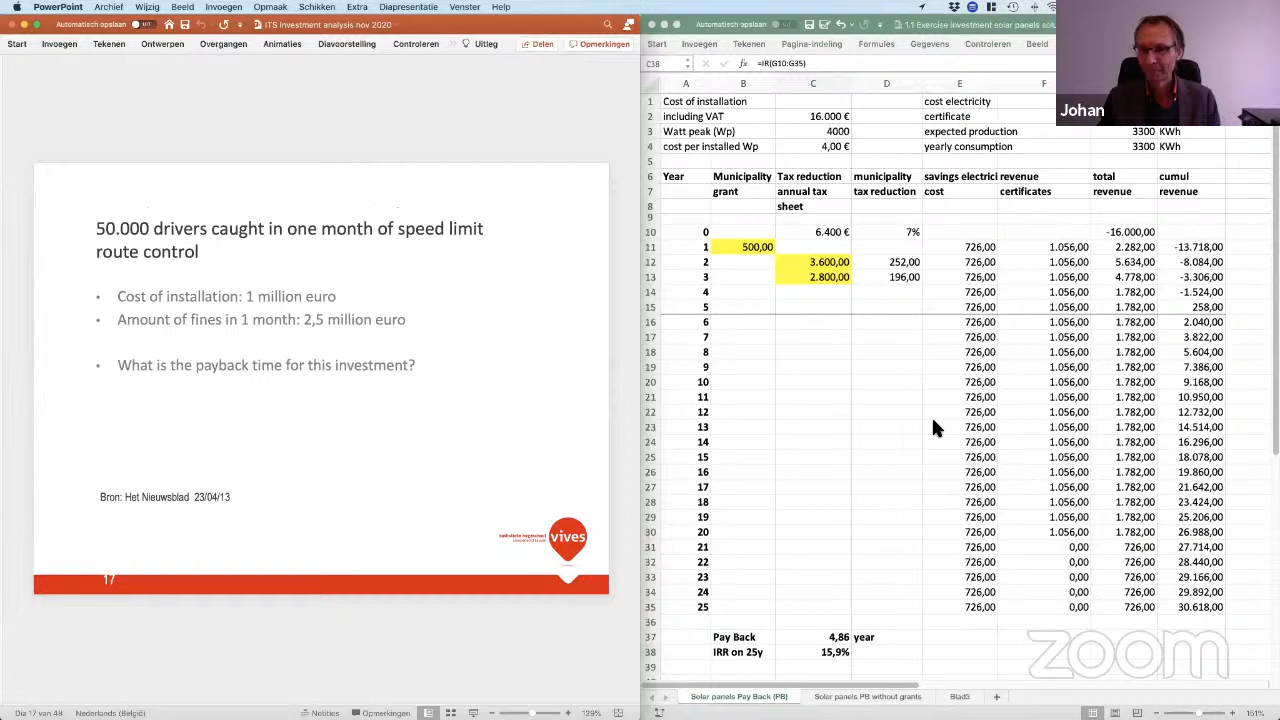 PowerPoint Archief Wijzig Beeld Invoegen Opmaak Schikken Extra Diapresentatie Venster Help
Automatisch opslaan UIT ITS Investment analysis nov 2020
Start Invoegen Tekenen Ontwerpen Overgangen Animaties Diavoorstelling Controleren Uitleg Delen Opmerkingen
50.000 drivers caught in one month of speed limit
route control
• Cost of installation: 1 million euro
• Amount of fines in 1 month: 2,5 million euro
• What is the payback time for this investment?
Bron: Het Nieuwsblad 23/04/13
katholieke hogeschool
vives
17
Dia 17 van 48 Nederlands (België) Notities Opmerkingen 129%
Automatisch opslaan UIT 1.1 Exercise investment solar panels solu
Start Invoegen Tekenen Pagina-indeling Formules Gegevens Controleren Beeld
C38 fx =IR(G10:G35)
A B C D E F
1 Cost of installation cost electricity
2 including VAT 16.000 € certificate
3 Watt peak (Wp) 4000 expected production 3300 KWh
4 cost per installed Wp 4,00 € yearly consumption 3300 KWh
5
6 Year Municipality Tax reduction municipality savings electrici revenue total cumul
7 grant annual tax tax reduction cost certificates revenue revenue
8 sheet
9
10 0 6.400 € 7% -16.000,00
11 1 500,00 726,00 1.056,00 2.282,00 -13.718,00
12 2 3.600,00 252,00 726,00 1.056,00 5.634,00 -8.084,00
13 3 2.800,00 196,00 726,00 1.056,00 4.778,00 -3.306,00
14 4 726,00 1.056,00 1.782,00 -1.524,00
15 5 726,00 1.056,00 1.782,00 258,00
16 6 726,00 1.056,00 1.782,00 2.040,00
17 7 726,00 1.056,00 1.782,00 3.822,00
18 8 726,00 1.056,00 1.782,00 5.604,00
19 9 726,00 1.056,00 1.782,00 7.386,00
20 10 726,00 1.056,00 1.782,00 9.168,00
21 11 726,00 1.056,00 1.782,00 10.950,00
22 12 726,00 1.056,00 1.782,00 12.732,00
23 13 726,00 1.056,00 1.782,00 14.514,00
24 14 726,00 1.056,00 1.782,00 16.296,00
25 15 726,00 1.056,00 1.782,00 18.078,00
26 16 726,00 1.056,00 1.782,00 19.860,00
27 17 726,00 1.056,00 1.782,00 21.642,00
28 18 726,00 1.056,00 1.782,00 23.424,00
29 19 726,00 1.056,00 1.782,00 25.206,00
30 20 726,00 1.056,00 1.782,00 26.988,00
31 21 726,00 0,00 726,00 27.714,00
32 22 726,00 0,00 726,00 28.440,00
33 23 726,00 0,00 726,00 29.166,00
34 24 726,00 0,00 726,00 29.892,00
35 25 726,00 0,00 726,00 30.618,00
36
37 Pay Back 4,86 year
38 IRR on 25y 15,9%
39
Solar panels Pay Back (PB) Solar panels PB without grants Blad3
161%
Johan
zoom